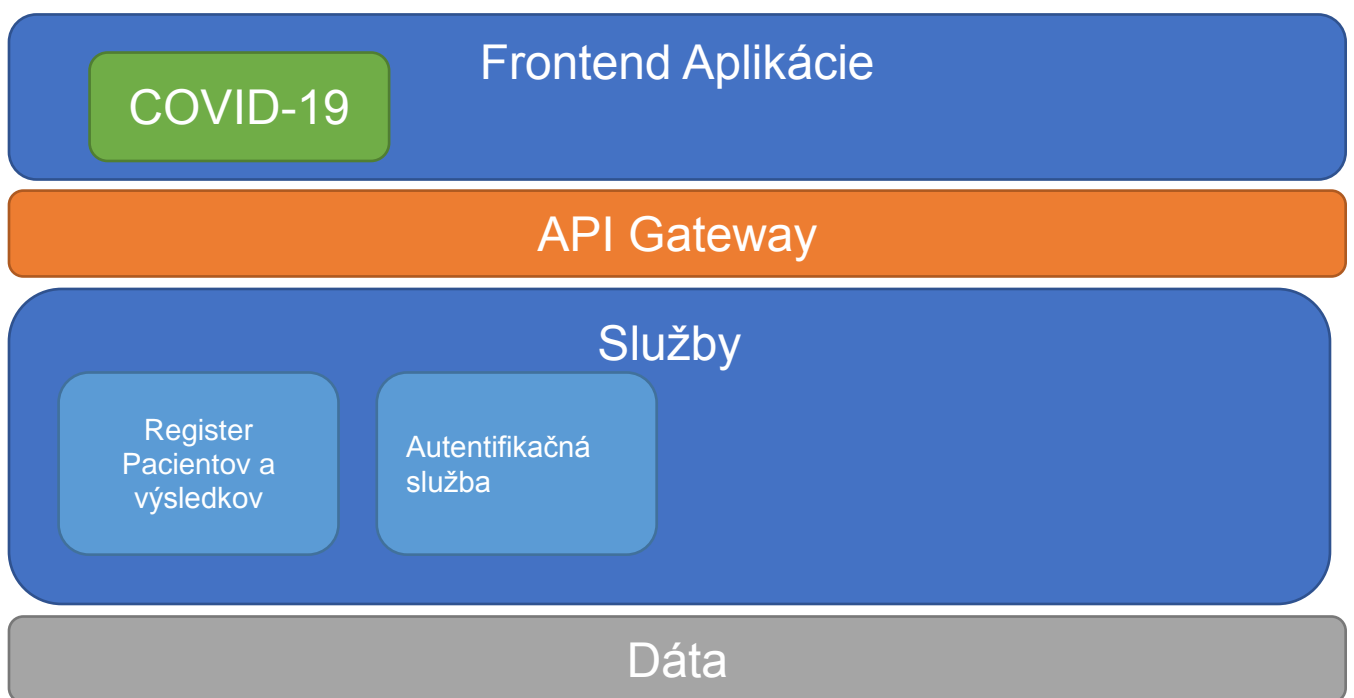 Frontend Aplikácie
COVID-19
API Gateway
Služby
Register
Pacientov a
výsledkov
Autentifikačná
služba
Dáta